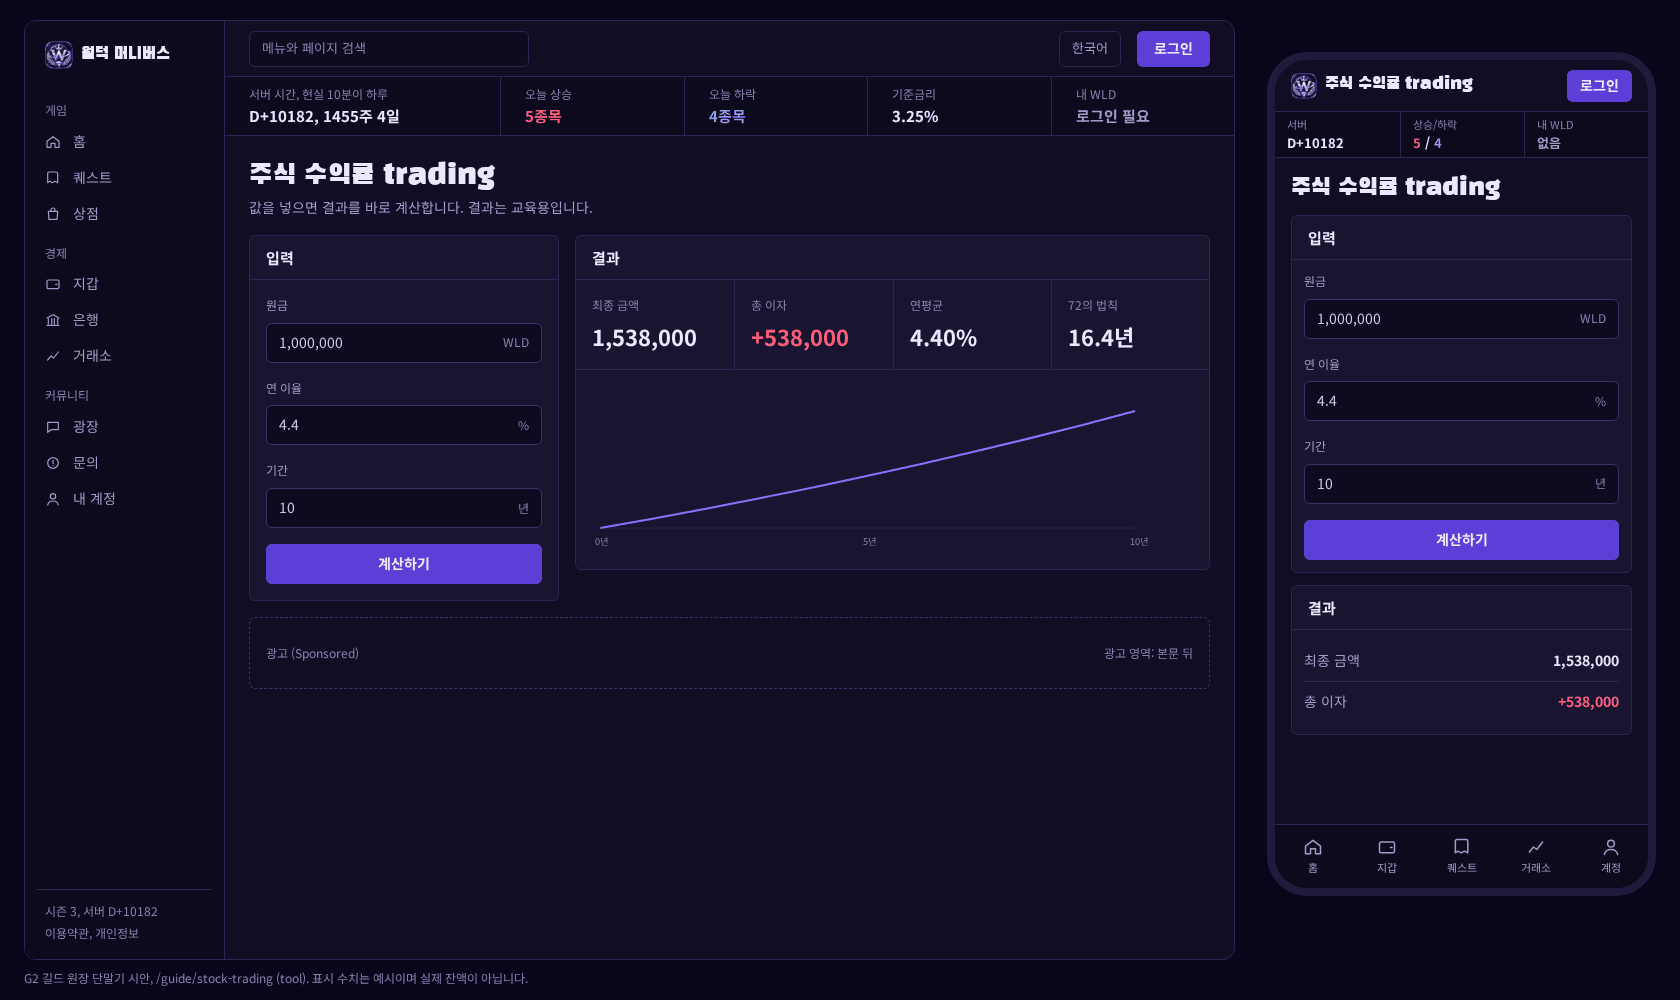 월덕 머니버스
게임
홈
퀘스트
상점
경제
지갑
은행
거래소
커뮤니티
광장
문의
내 계정
시즌 3, 서버 D+10182
이용약관, 개인정보
메뉴와 페이지 검색
한국어
로그인
서버 시간, 현실 10분이 하루
D+10182, 1455주 4일
오늘 상승
5종목
오늘 하락
4종목
기준금리
3.25%
내 WLD
로그인 필요
주식 수익률 trading
값을 넣으면 결과를 바로 계산합니다. 결과는 교육용입니다.
입력
원금
1,000,000 WLD
연 이율
4.4 %
기간
10 년
계산하기
결과
최종 금액
1,538,000
총 이자
+538,000
연평균
4.40%
72의 법칙
16.4년
0년 5년 10년
광고 (Sponsored) 광고 영역: 본문 뒤
G2 길드 원장 단말기 시안, /guide/stock-trading (tool). 표시 수치는 예시이며 실제 잔액이 아닙니다.
W
주식 수익률 trading
로그인
서버
D+10182
상승/하락
5 / 4
내 WLD
없음
주식 수익률 trading
입력
원금
1,000,000 WLD
연 이율
4.4 %
기간
10 년
계산하기
결과
최종 금액 1,538,000
총 이자 +538,000
홈 지갑 퀘스트 거래소 계정